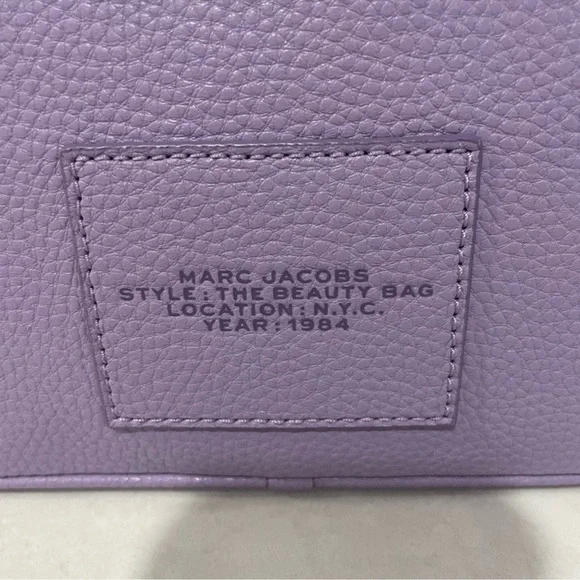 MARC JACOBS
STYLE: THE BEAUTY BAG
LOCATION: N.Y.C.
YEAR: 1984